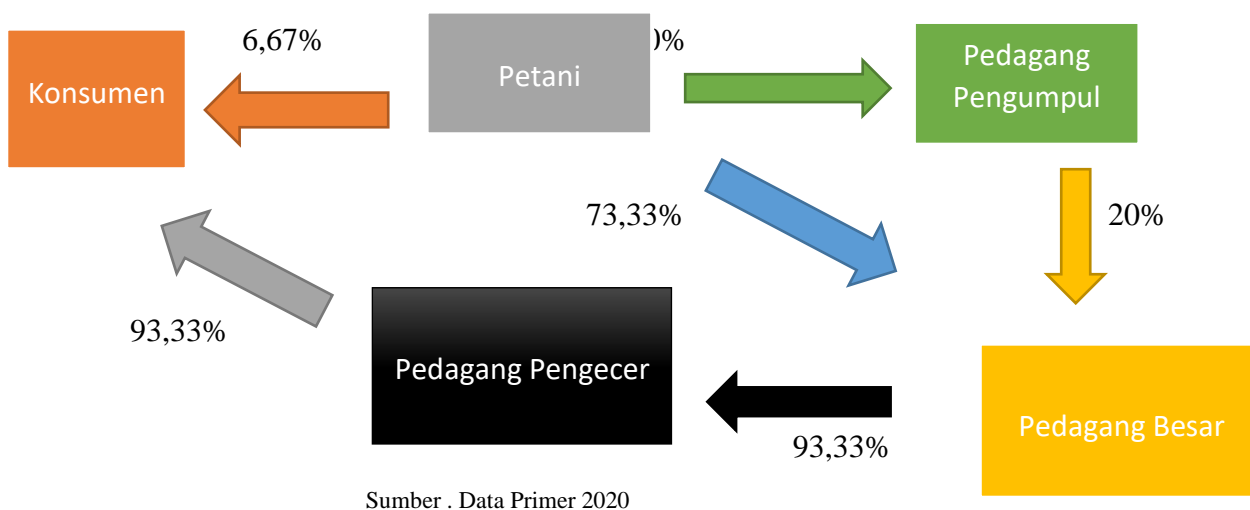 6,67%
0%
Konsumen
Petani
Pedagang
Pengumpul
73,33%
20%
93,33%
Pedagang Pengecer
93,33%
Pedagang Besar
Sumber . Data Primer 2020